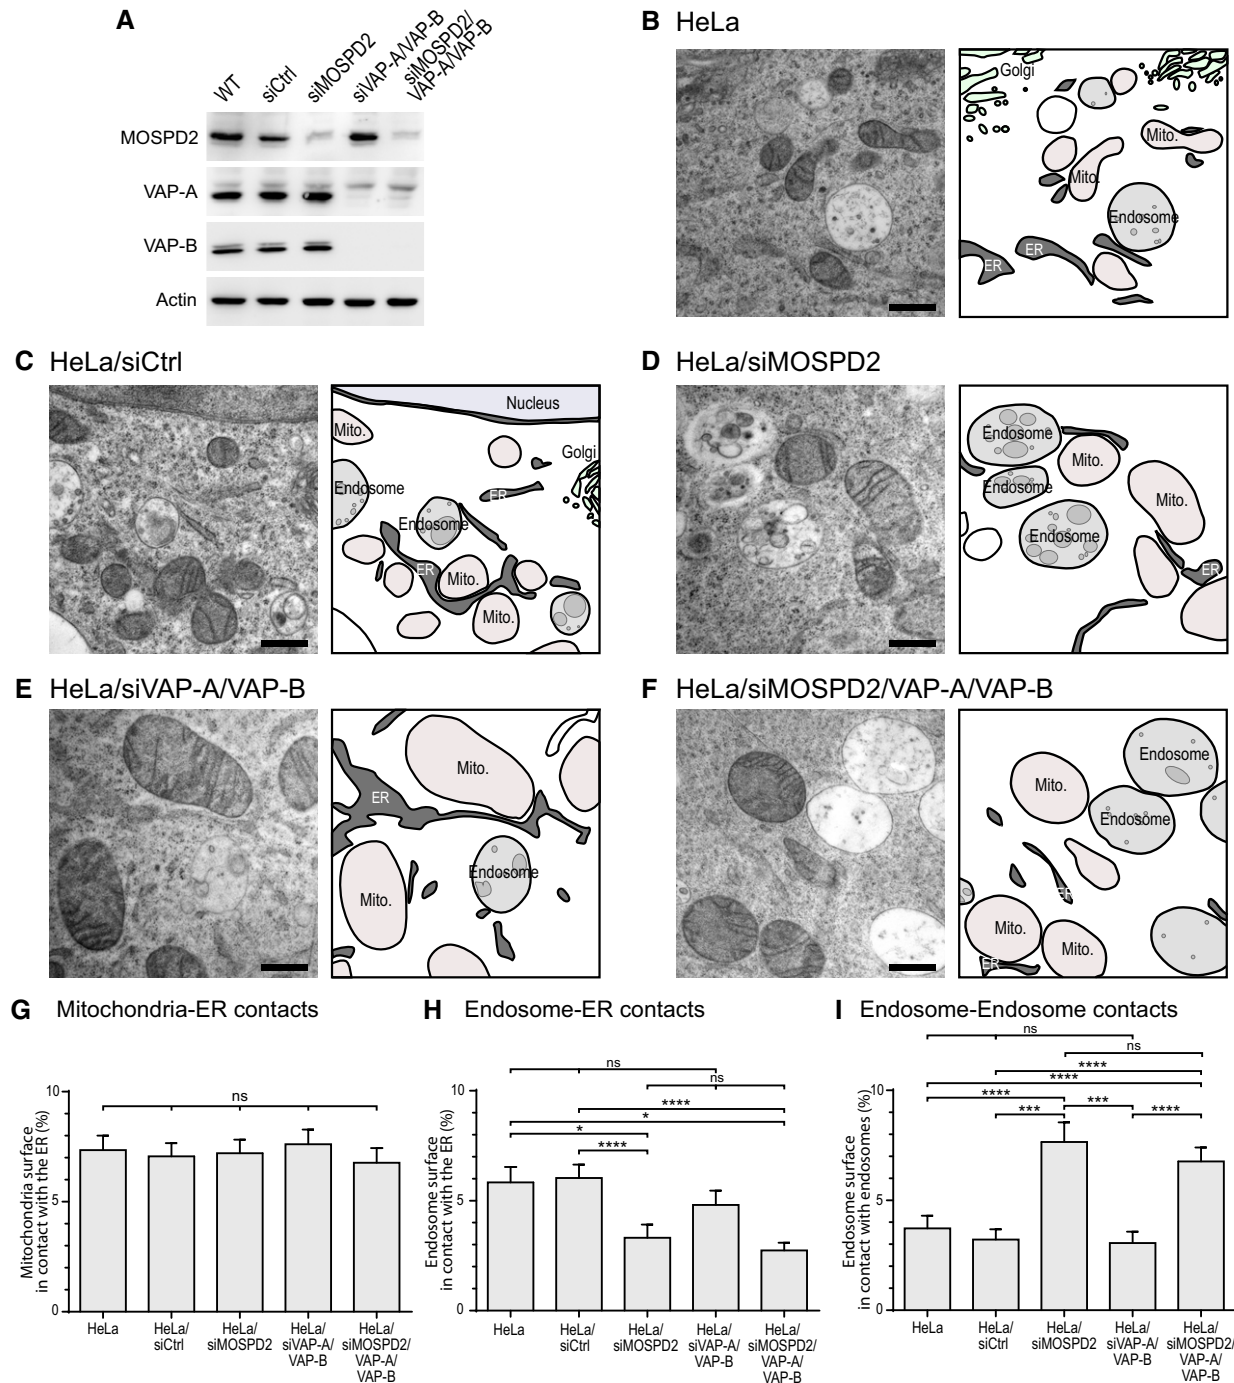 A
WT
siCtrl
siMOSPD2
siVAP-A/VAP-B
siMOSPD2/
VAP-A/VAP-B
MOSPD2
VAP-A
VAP-B
Actin
B HeLa
Golgi
Mito.
Mito.
Endosome
ER
ER
C HeLa/siCtrl
Nucleus
Mito.
Golgi
Endosome
ER
Endosome
ER
Mito.
Mito.
D HeLa/siMOSPD2
Endosome
Mito.
Endosome
Mito.
Endosome
ER
E HeLa/siVAP-A/VAP-B
Mito.
ER
Endosome
Mito.
F HeLa/siMOSPD2/VAP-A/VAP-B
Endosome
Mito.
Endosome
ER
Mito.
Mito.
ER
G Mitochondria-ER contacts
Mitochondria surface
in contact with the ER (%)
10
5
0
ns
HeLa
HeLa/
siCtrl
HeLa/
siMOSPD2
HeLa/
siVAP-A/
VAP-B
HeLa/
siMOSPD2/
VAP-A/
VAP-B
H Endosome-ER contacts
Endosome surface
in contact with the ER (%)
10
5
0
ns
ns
****
*
*
****
HeLa
HeLa/
siCtrl
HeLa/
siMOSPD2
HeLa/
siVAP-A/
VAP-B
HeLa/
siMOSPD2/
VAP-A/
VAP-B
I Endosome-Endosome contacts
Endosome surface
in contact with endosomes (%)
10
5
0
ns
ns
****
****
****
***
***
****
HeLa
HeLa/
siCtrl
HeLa/
siMOSPD2
HeLa/
siVAP-A/
VAP-B
HeLa/
siMOSPD2/
VAP-A/
VAP-B